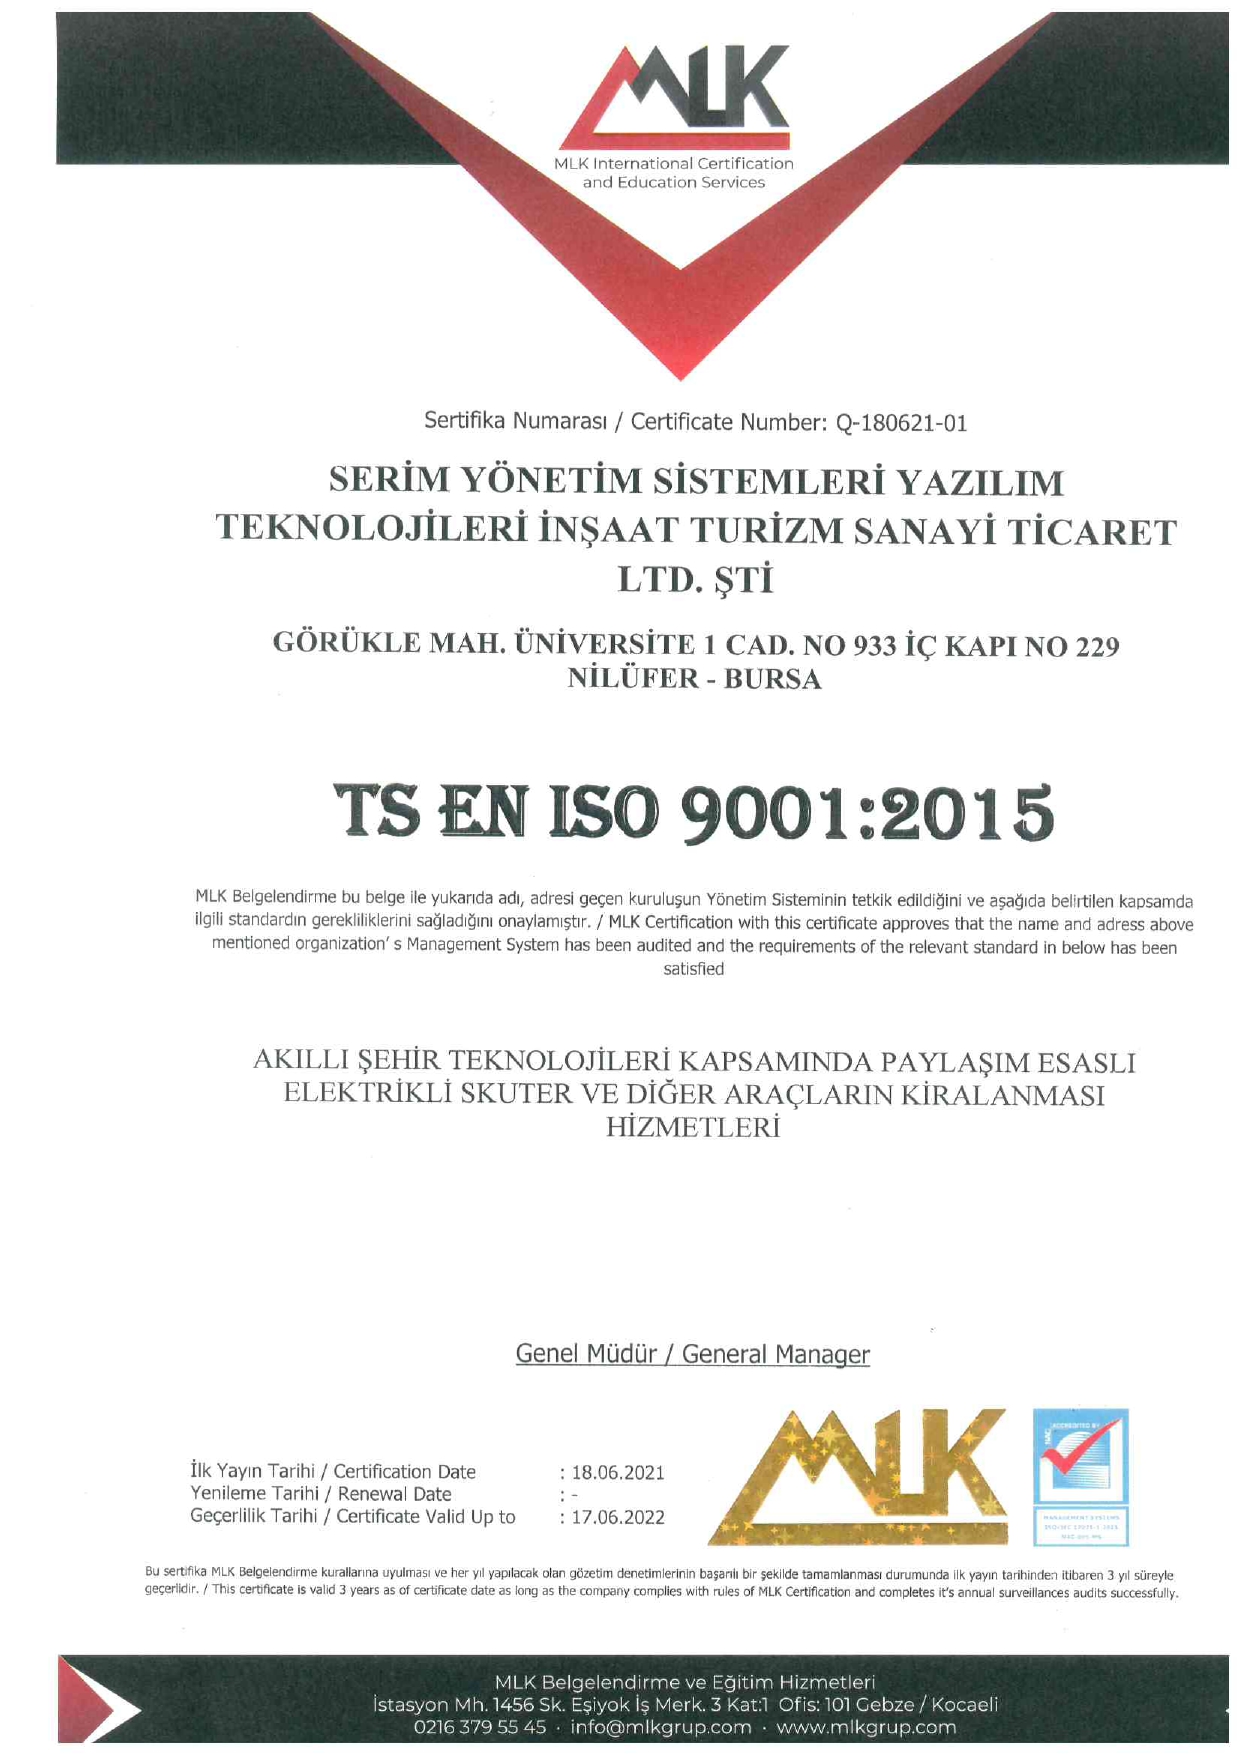 MLK
MLK International Certification
and Education Services
Sertifika Numarası / Certificate Number: Q-180621-01
SERİM YÖNETİM SİSTEMLERİ YAZILIM
TEKNOLOJİLERİ İNŞAAT TURİZM SANAYİ TİCARET
LTD. ŞTİ
GÖRÜKLE MAH. ÜNİVERSİTE 1 CAD. NO 933 İÇ KAPI NO 229
NİLÜFER - BURSA
TS EN ISO 9001:2015
MLK Belgelendirme bu belge ile yukarıda adı, adresi geçen kuruluşun Yönetim Sisteminin tetkik edildiğini ve aşağıda belirtilen kapsamda
ilgili standardın gerekliliklerini sağladığını onaylamıştır. / MLK Certification with this certificate approves that the name and adress above
mentioned organization' s Management System has been audited and the requirements of the relevant standard in below has been
satisfied
AKILLI ŞEHİR TEKNOLOJİLERİ KAPSAMINDA PAYLAŞIM ESASLI
ELEKTRİKLİ SKUTER VE DİĞER ARAÇLARIN KİRALANMASI
HİZMETLERİ
Genel Müdür / General Manager
İlk Yayın Tarihi / Certification Date : 18.06.2021
Yenileme Tarihi / Renewal Date : -
Geçerlilik Tarihi / Certificate Valid Up to : 17.06.2022
MLK
ACCREDITED BY
MANAGEMENT SYSTEMS
Bu sertifika MLK Belgelendirme kurallarına uyulması ve her yıl yapılacak olan gözetim denetimlerinin başarılı bir şekilde tamamlanması durumunda ilk yayın tarihinden itibaren 3 yıl süreyle
geçerlidir. / This certificate is valid 3 years as of certificate date as long as the company complies with rules of MLK Certification and completes it's annual surveillances audits successfully.
MLK Belgelendirme ve Eğitim Hizmetleri
İstasyon Mh. 1456 Sk. Eşiyok İş Merk. 3 Kat:1 Ofis: 101 Gebze / Kocaeli
0216 379 55 45 · info@mlkgrup.com · www.mlkgrup.com